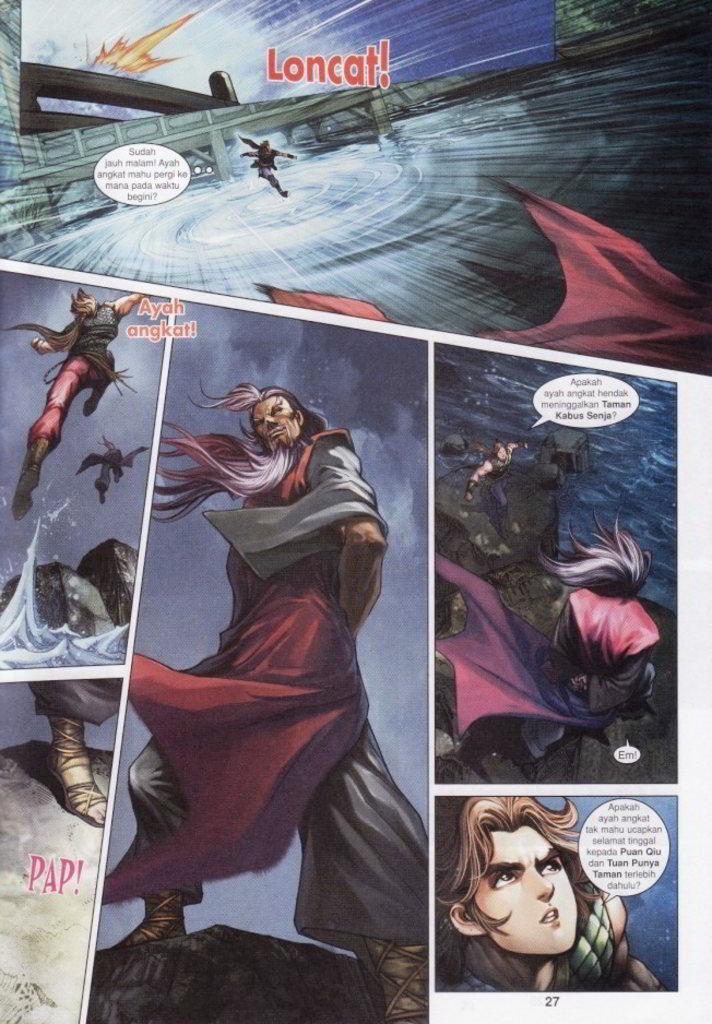 Loncat!
Sudah
jauh malam! Ayah
angkat mahu pergi ke
mana pada waktu
begini?
Ayah
angkat!
Apakah
ayah angkat hendak
meninggalkan Taman
Kabus Senja?
Em!
PAP!
Apakah
ayah angkat
tak mahu ucapkan
selamat tinggal
kepada Puan Qiu
dan Tuan Punya
Taman terlebih
dahulu?
27